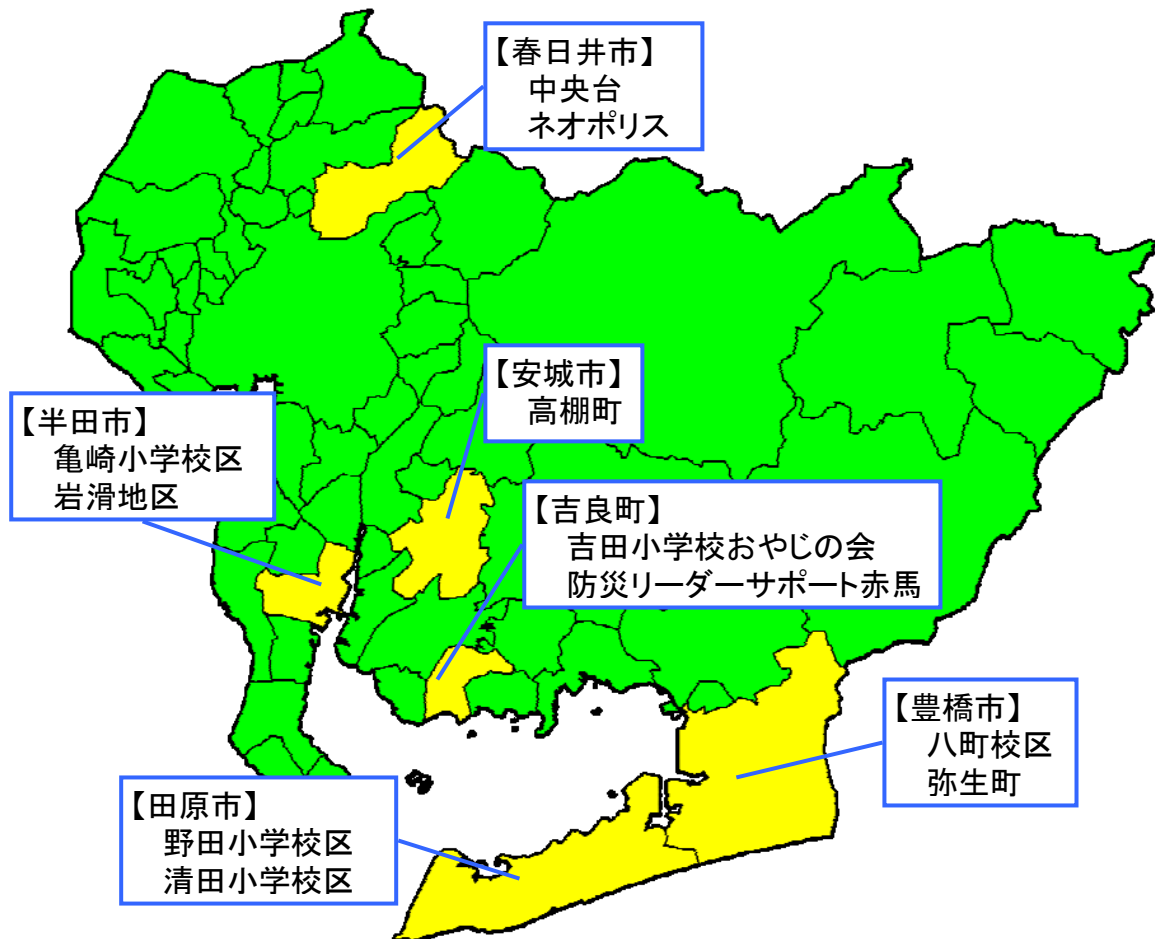 【春日井市】
中央台
ネオポリス
【安城市】
高棚町
【半田市】
亀崎小学校区
岩滑地区
【吉良町】
吉田小学校おやじの会
防災リーダーサポート赤馬
【豊橋市】
八町校区
弥生町
【田原市】
野田小学校区
清田小学校区